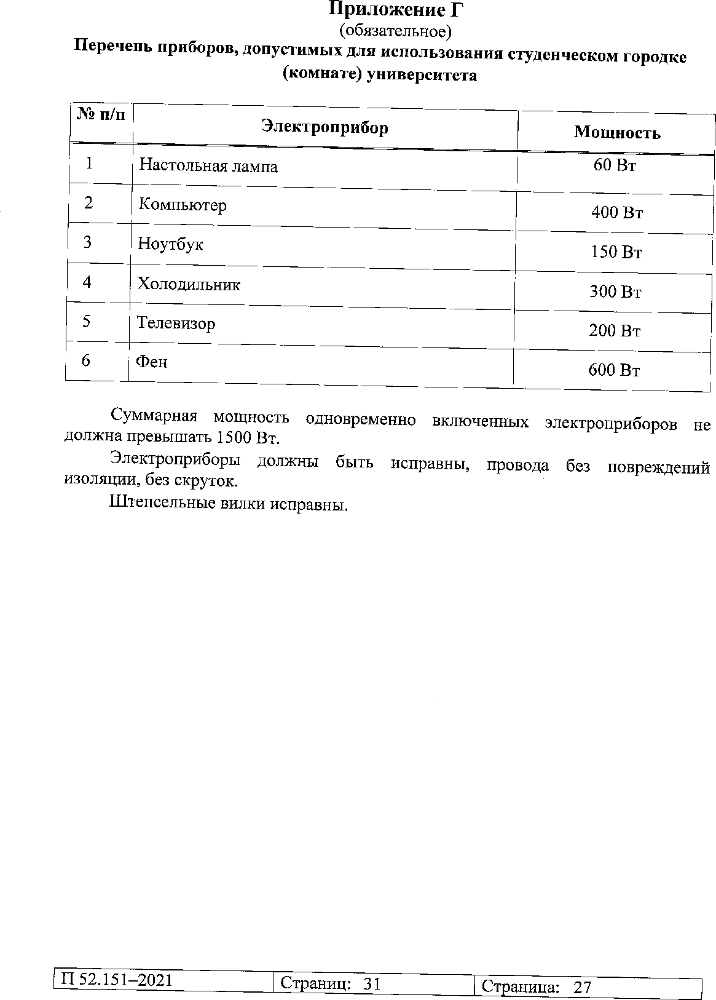 Приложение Г
(обязательное)
Перечень приборов, допустимых для использования студенческом городке
(комнате) университета
№ п/п Электроприбор Мощность
1 Настольная лампа 60 Вт
2 Компьютер 400 Вт
3 Ноутбук 150 Вт
4 Холодильник 300 Вт
5 Телевизор 200 Вт
6 Фен 600 Вт
Суммарная мощность одновременно включенных электроприборов не
должна превышать 1500 Вт.
Электроприборы должны быть исправны, провода без повреждений
изоляции, без скруток.
Штепсельные вилки исправны.
П 52.151–2021 Страниц: 31 Страница: 27